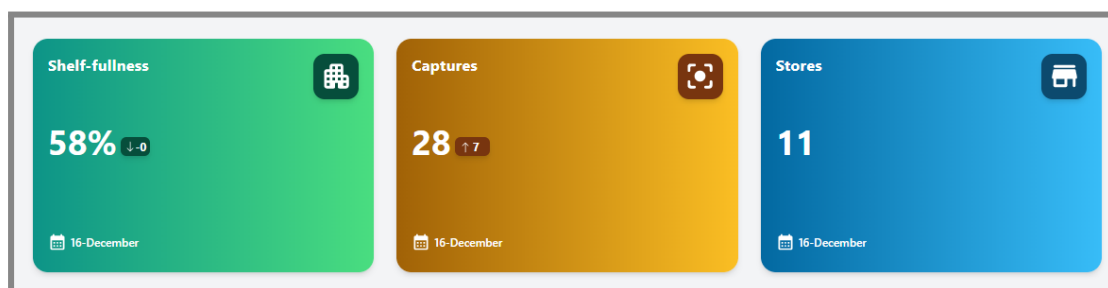 Shelf-fullness
58% ↓-0
16-December
Captures
28 ↑ 7
16-December
Stores
11
16-December